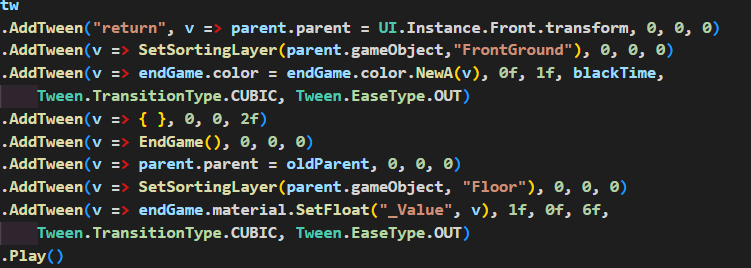 tw
.AddTween("return", v => parent.parent = UI.Instance.Front.transform, 0, 0, 0)
.AddTween(v => SetSortingLayer(parent.gameObject,"FrontGround"), 0, 0, 0)
.AddTween(v => endGame.color = endGame.color.NewA(v), 0f, 1f, blackTime,
Tween.TransitionType.CUBIC, Tween.EaseType.OUT)
.AddTween(v => { }, 0, 0, 2f)
.AddTween(v => EndGame(), 0, 0, 0)
.AddTween(v => parent.parent = oldParent, 0, 0, 0)
.AddTween(v => SetSortingLayer(parent.gameObject, "Floor"), 0, 0, 0)
.AddTween(v => endGame.material.SetFloat("_Value", v), 1f, 0f, 6f,
Tween.TransitionType.CUBIC, Tween.EaseType.OUT)
.Play()